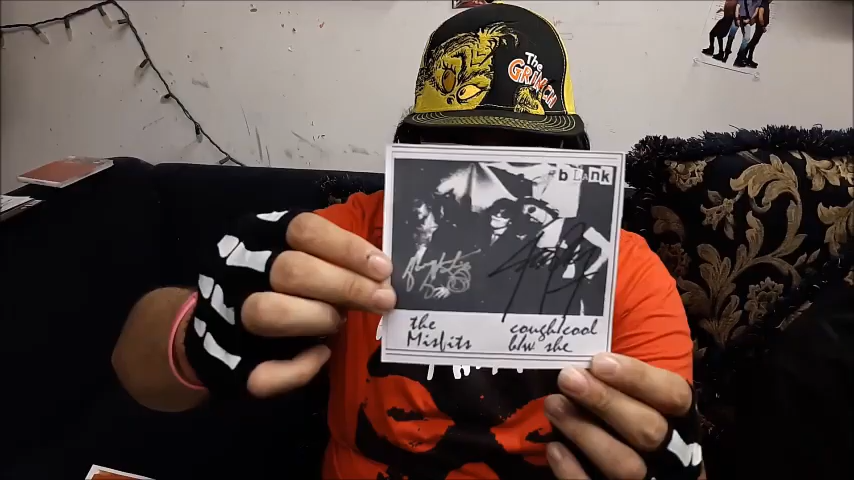 The
GRINCH
blank
the cough/cool
Misfits b/w she